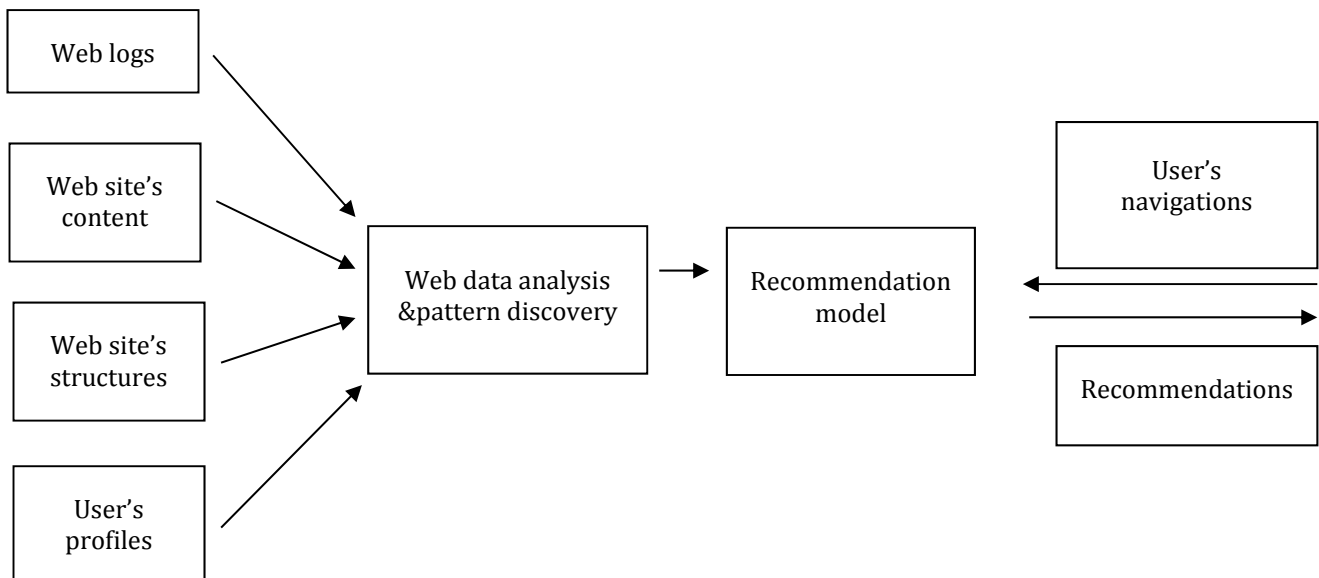 Web logs
Web site’s
content
Web site’s
structures
User’s
profiles
Web data analysis
&pattern discovery
Recommendation
model
User’s
navigations
Recommendations